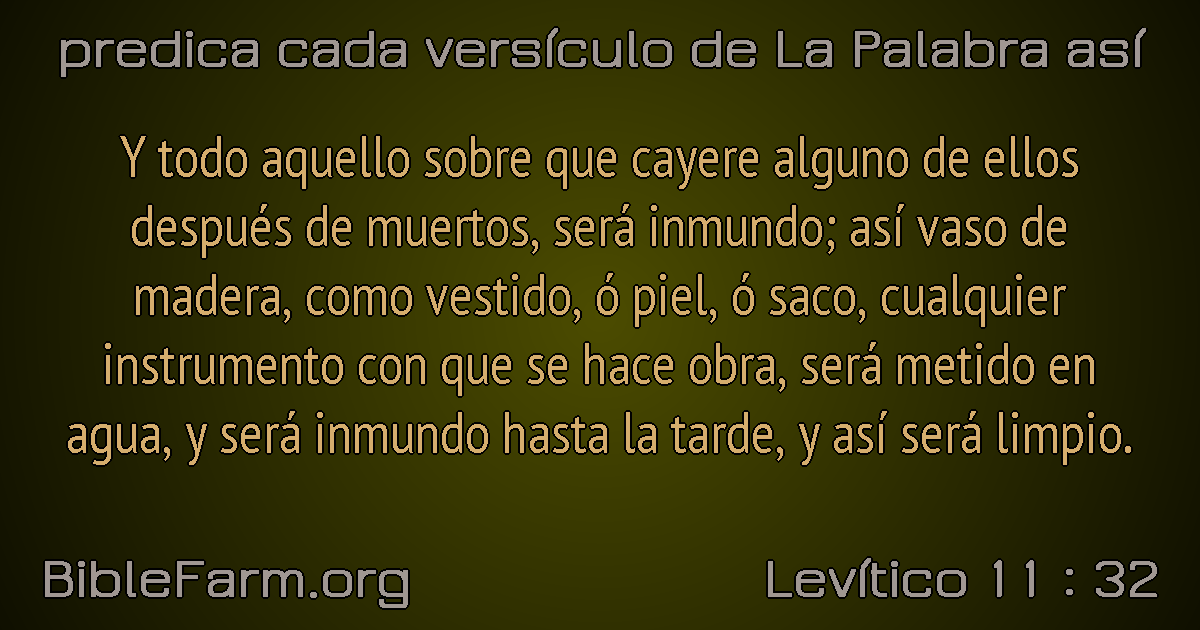 predica cada versículo de La Palabra así
Y todo aquello sobre que cayere alguno de ellos
después de muertos, será inmundo; así vaso de
madera, como vestido, ó piel, ó saco, cualquier
instrumento con que se hace obra, será metido en
agua, y será inmundo hasta la tarde, y así será limpio.
BibleFarm.org
Levítico 11 : 32